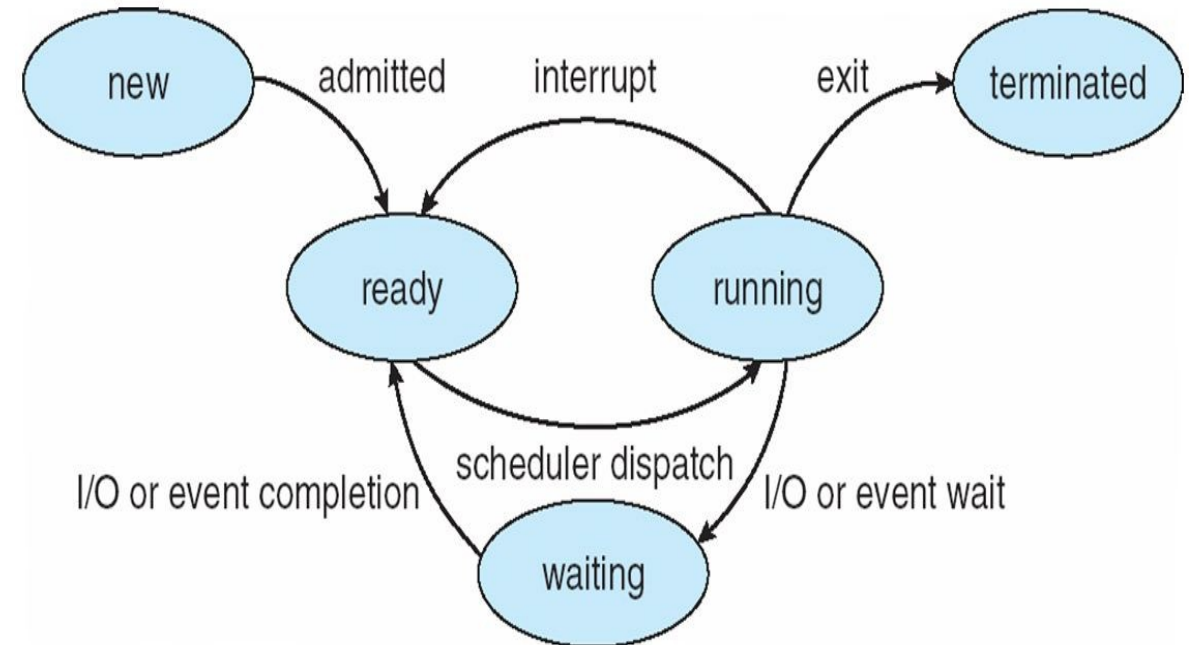 new
admitted
interrupt
exit
terminated
ready
running
scheduler dispatch
I/O or event completion
I/O or event wait
waiting